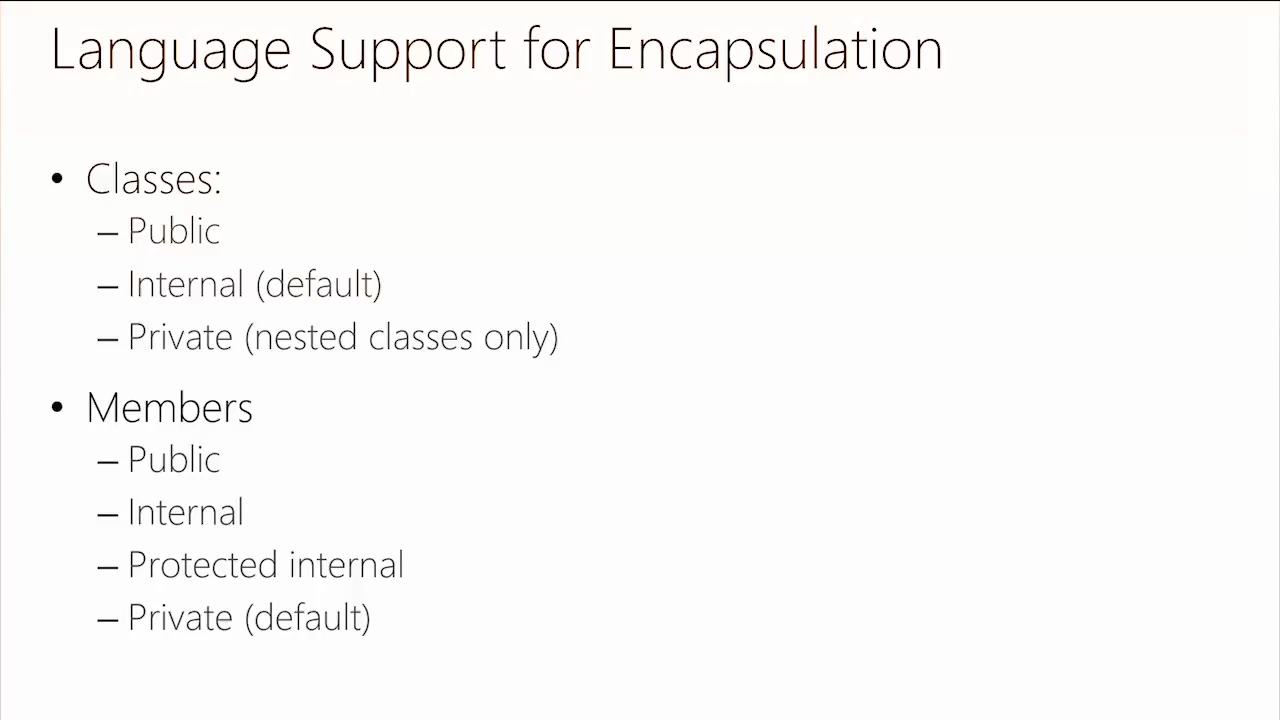 Language Support for Encapsulation
• Classes:
– Public
– Internal (default)
– Private (nested classes only)
• Members
– Public
– Internal
– Protected internal
– Private (default)